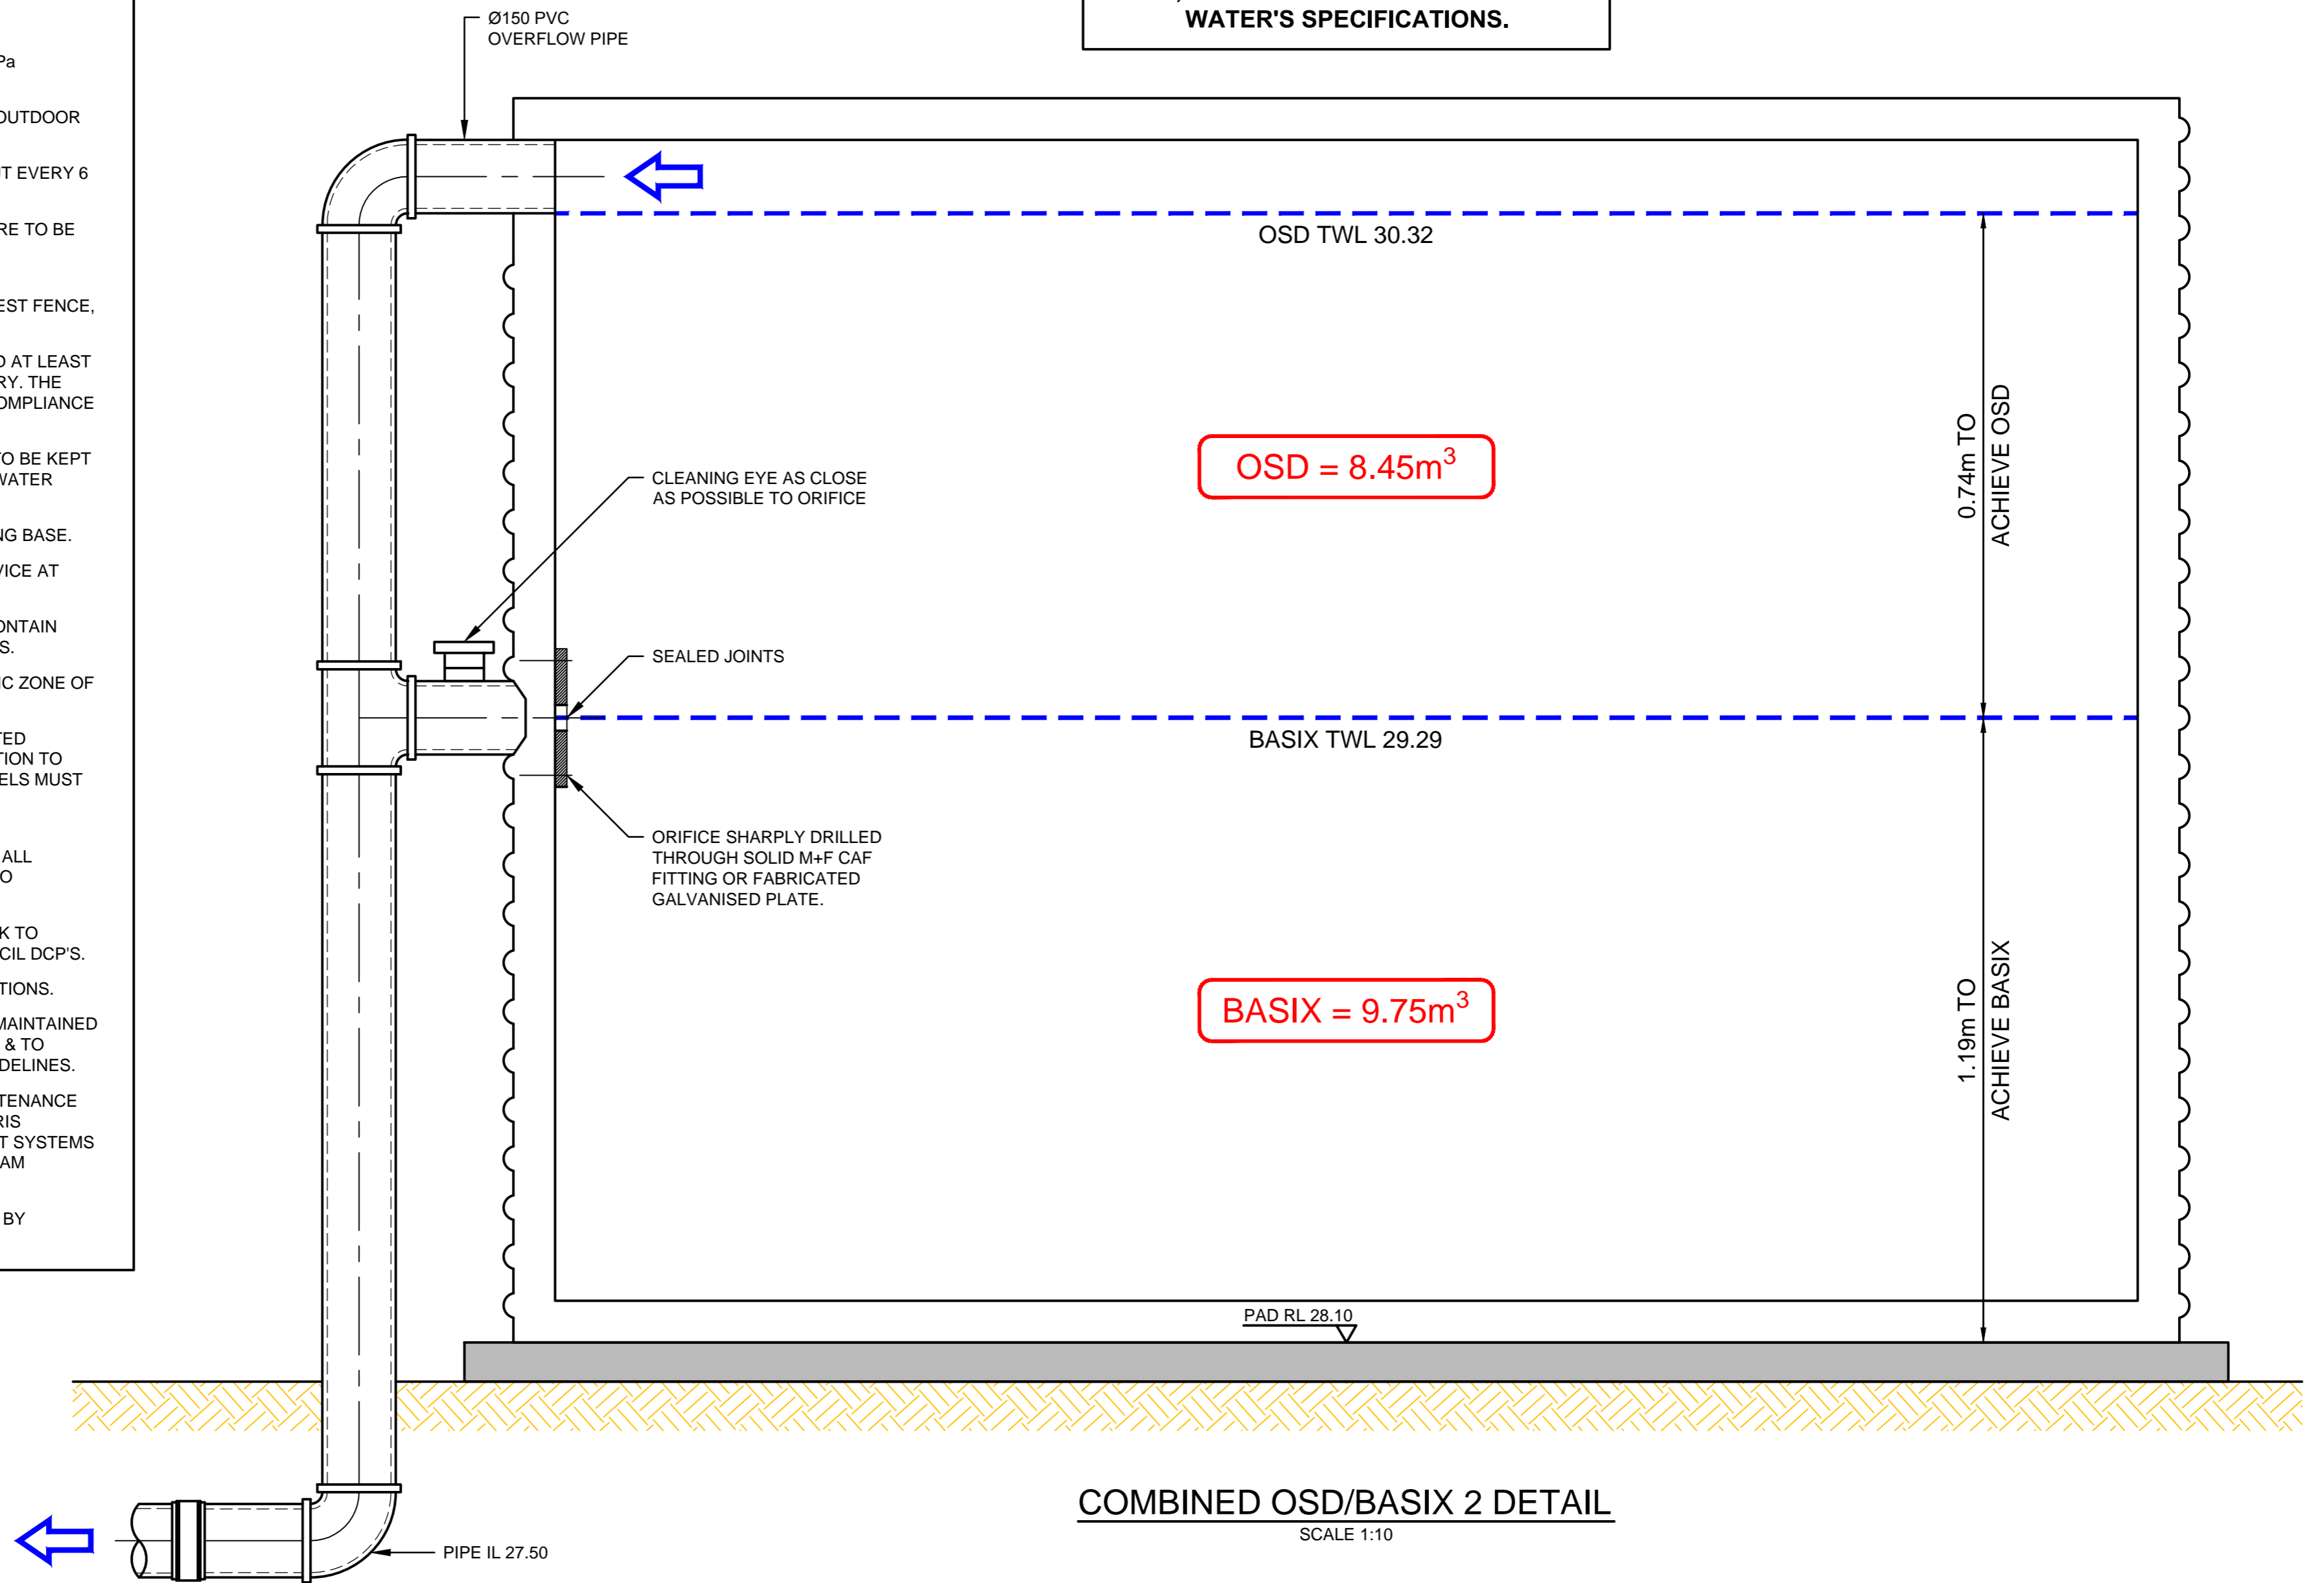 Pa
OUTDOOR
UT EVERY 6
RE TO BE
EST FENCE,
D AT LEAST
RY. THE
OMPLIANCE
TO BE KEPT
WATER
NG BASE.
VICE AT
ONTAIN
S.
IC ZONE OF
TED
TION TO
ELS MUST
ALL
O
K TO
CIL DCP'S.
TIONS.
MAINTAINED
& TO
DELINES.
TENANCE
RIS
T SYSTEMS
AM
BY
WATER'S SPECIFICATIONS.
Ø150 PVC
OVERFLOW PIPE
OSD TWL 30.32
OSD = 8.45m³
0.74m TO
ACHIEVE OSD
CLEANING EYE AS CLOSE
AS POSSIBLE TO ORIFICE
SEALED JOINTS
BASIX TWL 29.29
ORIFICE SHARPLY DRILLED
THROUGH SOLID M+F CAF
FITTING OR FABRICATED
GALVANISED PLATE.
BASIX = 9.75m³
1.19m TO
ACHIEVE BASIX
PAD RL 28.10
PIPE IL 27.50
COMBINED OSD/BASIX 2 DETAIL
SCALE 1:10